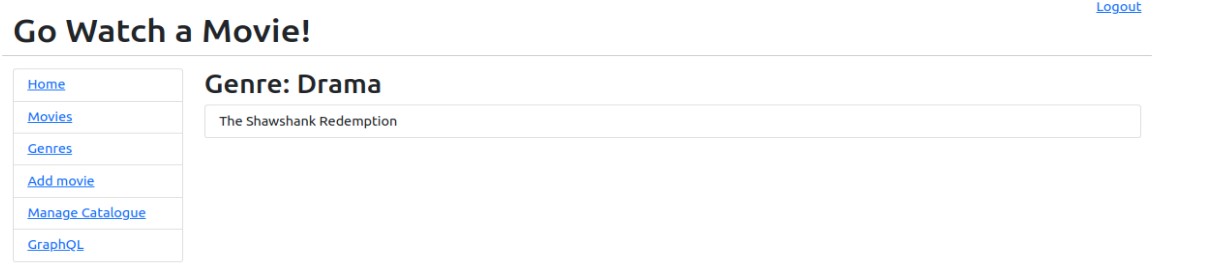 Logout
Go Watch a Movie!
Home
Movies
Genres
Add movie
Manage Catalogue
GraphQL
Genre: Drama
The Shawshank Redemption